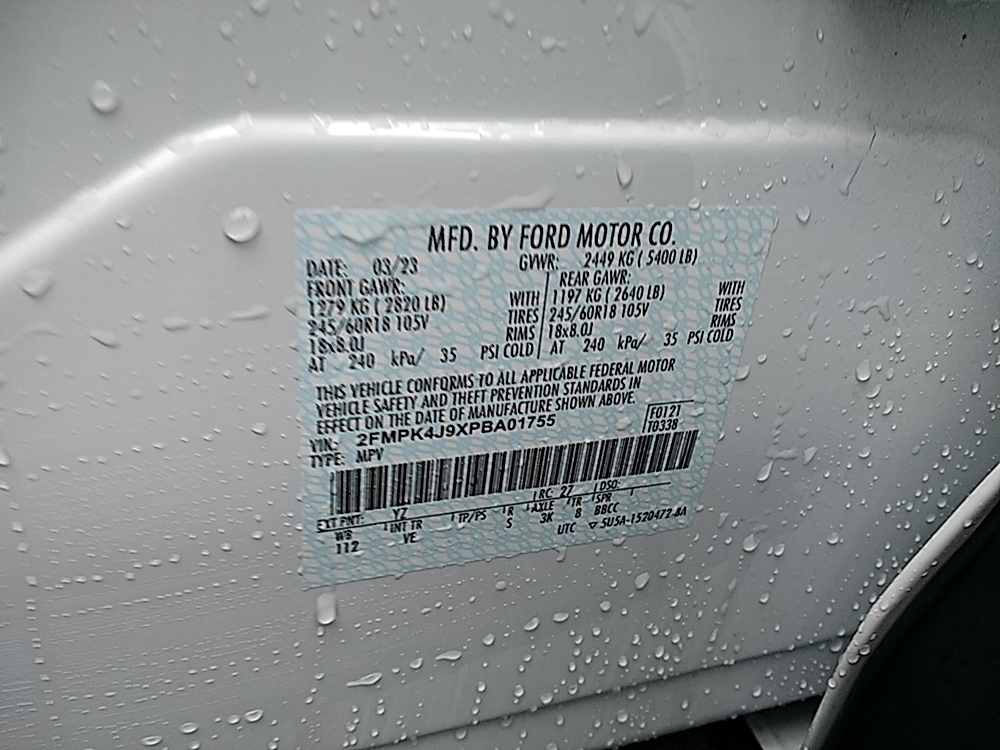 MFD. BY FORD MOTOR CO.
DATE: 03/23 GVWR: 2449 KG ( 5400 LB)
FRONT GAWR: REAR GAWR:
1279 KG ( 2820 LB) WITH 1197 KG ( 2640 LB) WITH
245/60R18 105V TIRES 245/60R18 105V TIRES
18x8.0J RIMS 18x8.0J RIMS
AT 240 kPa/ 35 PSI COLD AT 240 kPa/ 35 PSI COLD
THIS VEHICLE CONFORMS TO ALL APPLICABLE FEDERAL MOTOR
VEHICLE SAFETY AND THEFT PREVENTION STANDARDS IN
EFFECT ON THE DATE OF MANUFACTURE SHOWN ABOVE.
VIN: 2FMPK4J9XPBA01755 F0121
TYPE: MPV T0338
EXT PNT: YZ RC: 27 DSO:
WB INT TR TP/PS R AXLE TR SPR
112 VE S 3K 8 BBCC
UTC ▽ 5U5A-1520472-BA